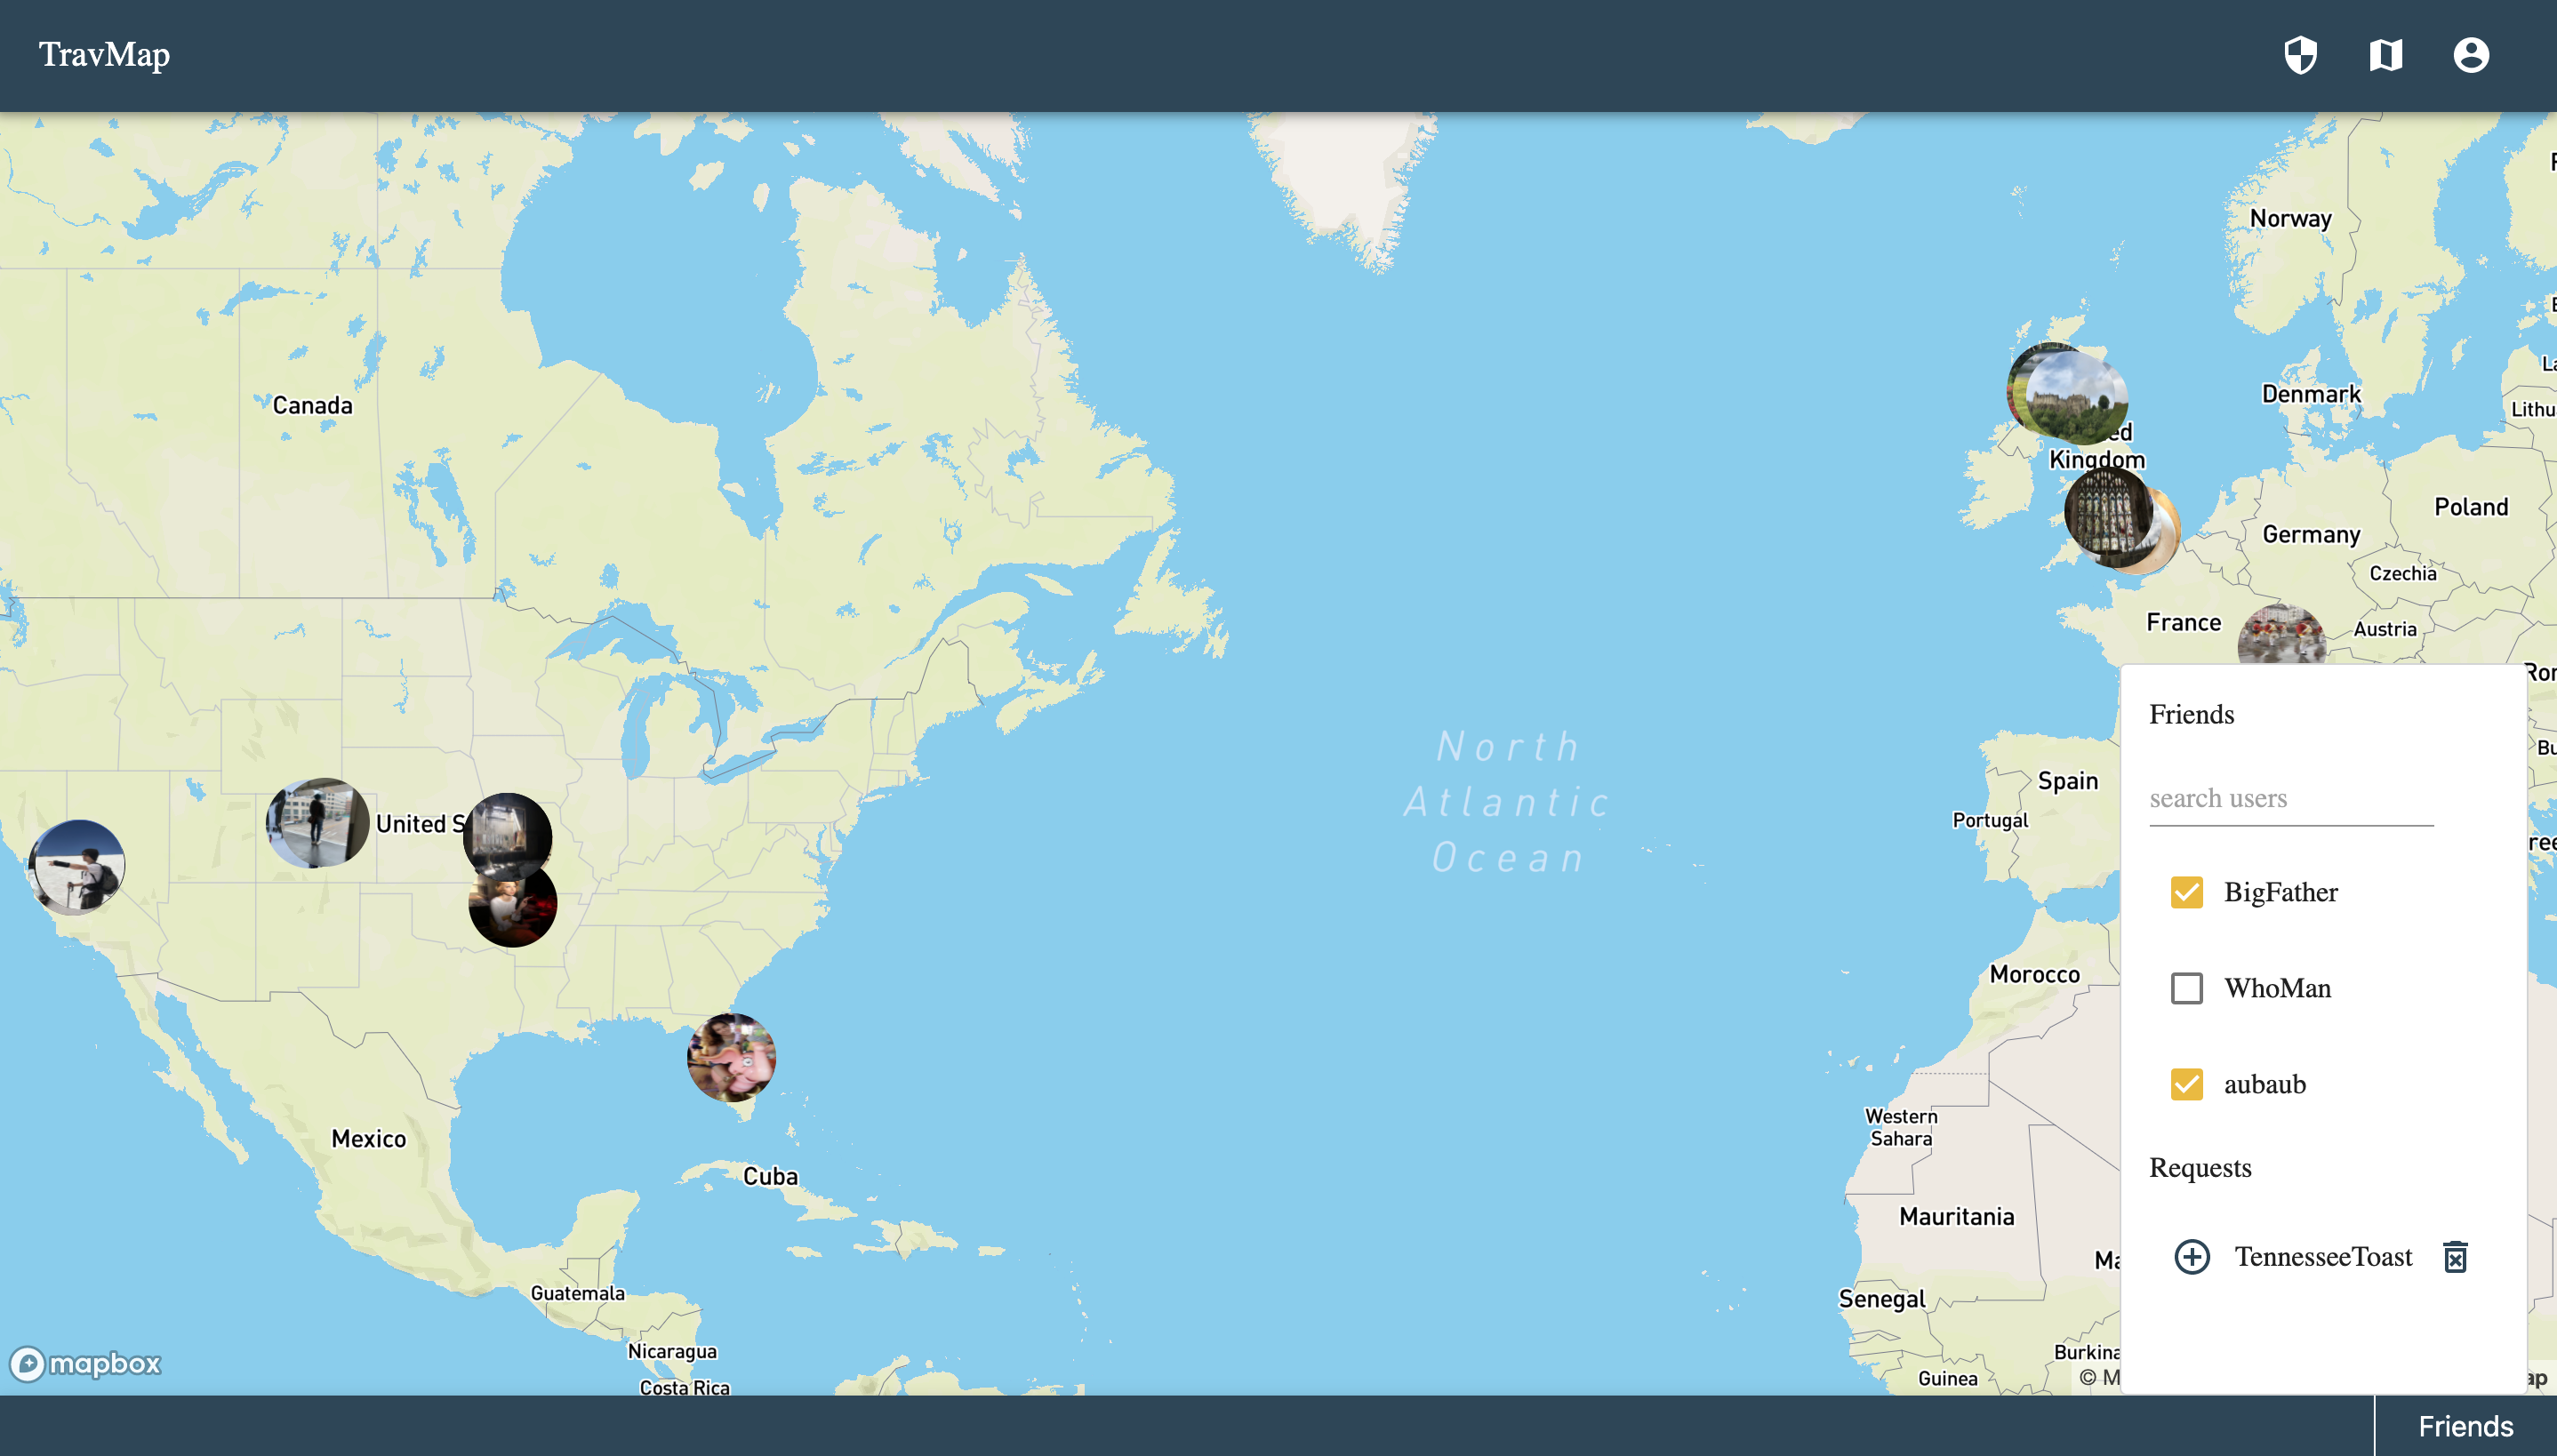 TravMap
Norway
Canada
Denmark
Lithu
Kingdom
Poland
Germany
Czechia
France
Austria
North
Atlantic
Ocean
Friends
search users
BigFather
WhoMan
aubaub
Requests
TennesseeToast
Spain
Portugal
United S
Morocco
Western
Sahara
Mexico
Cuba
Mauritania
Guatemala
Senegal
Nicaragua
Burkina
mapbox
Guinea
© M
Costa Rica
Friends